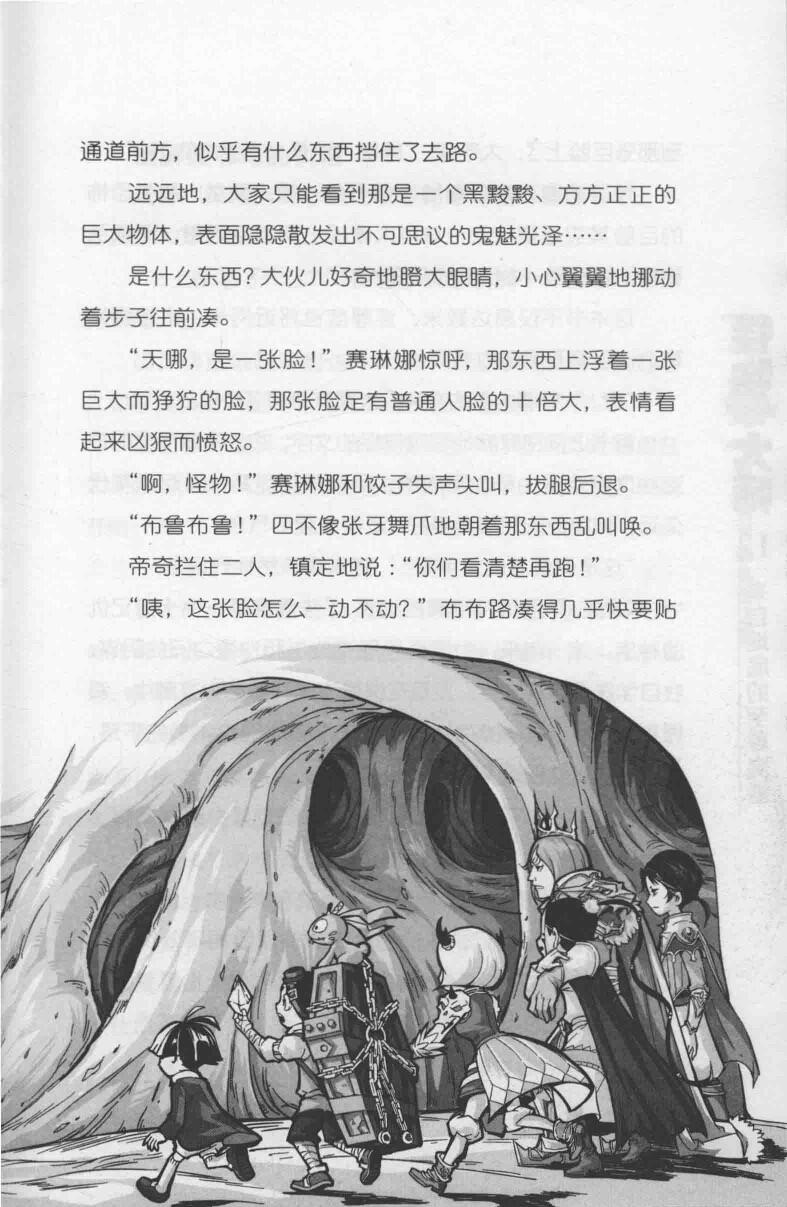 通道前方，似乎有什么东西挡住了去路。
远远地，大家只能看到那是一个黑黢黢、方方正正的
巨大物体，表面隐隐散发出不可思议的鬼魅光泽……
是什么东西？大伙儿好奇地瞪大眼睛，小心翼翼地挪动
着步子往前凑。
“天哪，是一张脸！”赛琳娜惊呼，那东西上浮着一张
巨大而狰狞的脸，那张脸足有普通人脸的十倍大，表情看
起来凶狠而愤怒。
“啊，怪物！”赛琳娜和饺子失声尖叫，拔腿后退。
“布鲁布鲁！”四不像张牙舞爪地朝着那东西乱叫唤。
帝奇拦住二人，镇定地说：“你们看清楚再跑！”
“咦，这张脸怎么一动不动？”布布路凑得几乎快要贴